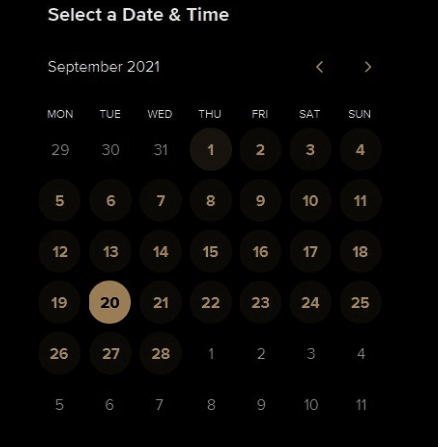 Select a Date & Time
September 2021
MON TUE WED THU FRI SAT SUN
29 30 31 1 2 3 4
5 6 7 8 9 10 11
12 13 14 15 16 17 18
19 20 21 22 23 24 25
26 27 28 1 2 3 4
5 6 7 8 9 10 11